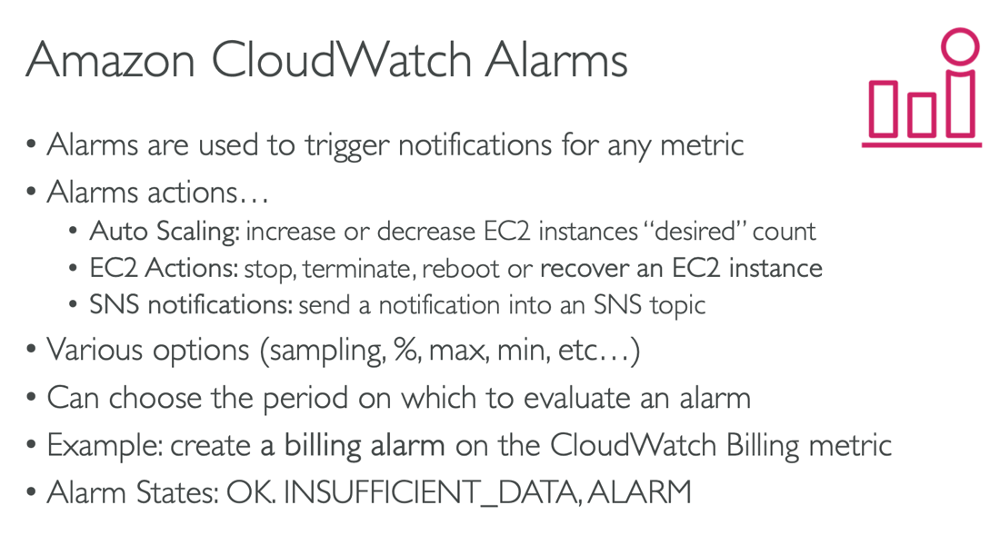 Amazon CloudWatch Alarms
• Alarms are used to trigger notifications for any metric
• Alarms actions…
• Auto Scaling: increase or decrease EC2 instances “desired” count
• EC2 Actions: stop, terminate, reboot or recover an EC2 instance
• SNS notifications: send a notification into an SNS topic
• Various options (sampling, %, max, min, etc…)
• Can choose the period on which to evaluate an alarm
• Example: create a billing alarm on the CloudWatch Billing metric
• Alarm States: OK. INSUFFICIENT_DATA, ALARM